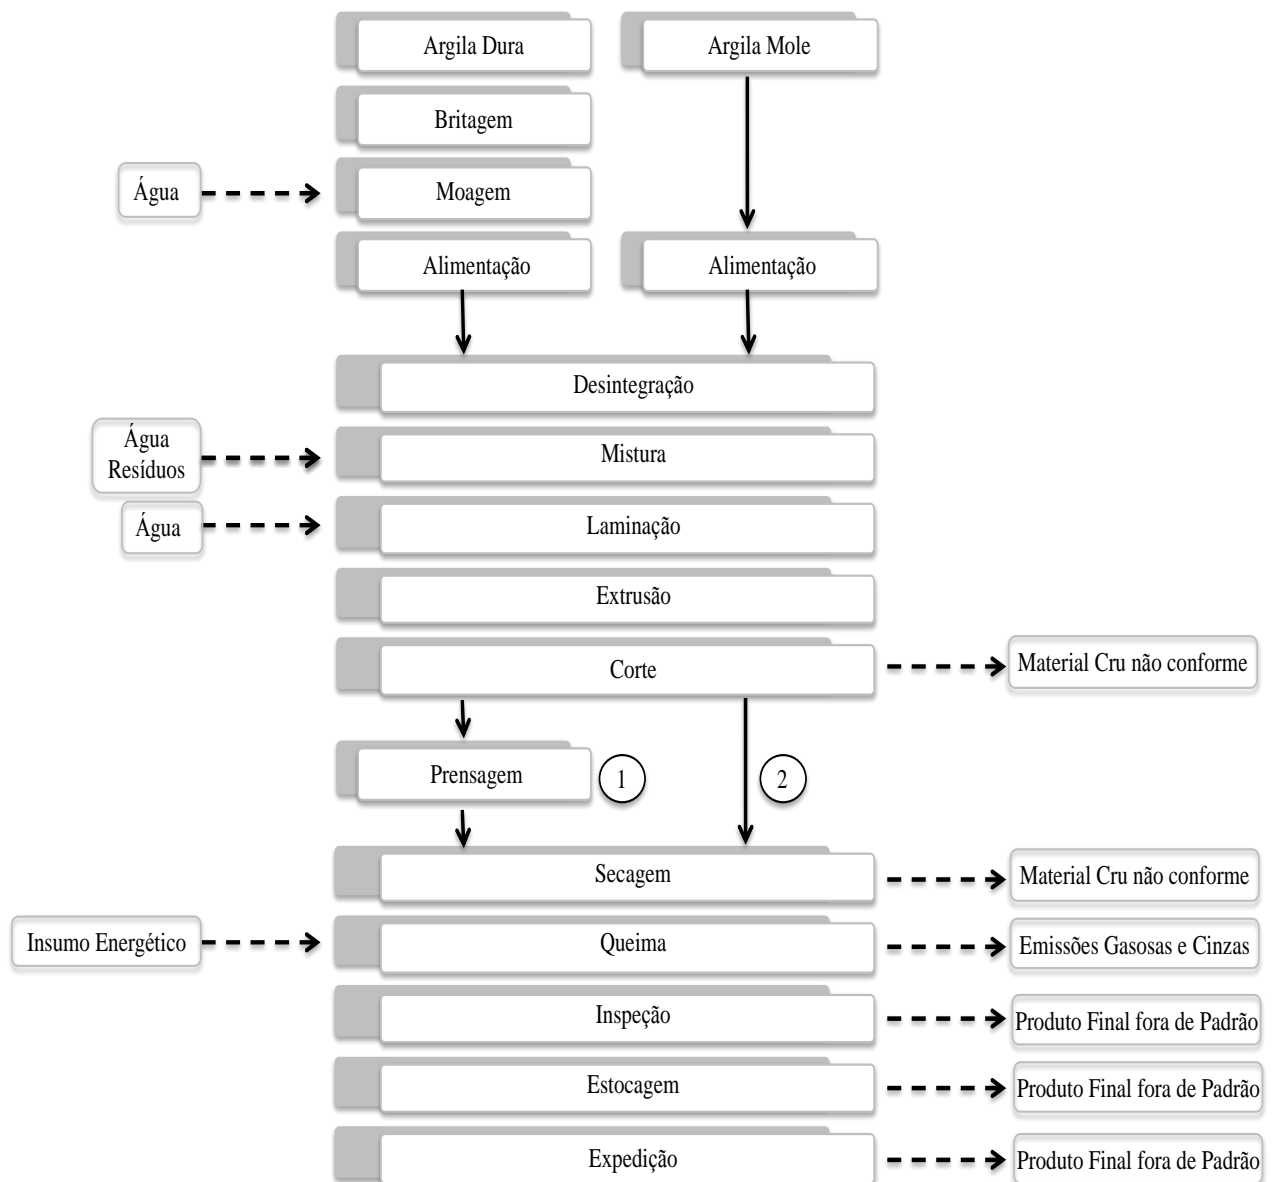 Argila Dura
Argila Mole
Britagem
Água
Moagem
Alimentação
Alimentação
Desintegração
Água
Resíduos
Mistura
Água
Laminação
Extrusão
Corte
Material Cru não conforme
Prensagem
1
2
Secagem
Material Cru não conforme
Insumo Energético
Queima
Emissões Gasosas e Cinzas
Inspeção
Produto Final fora de Padrão
Estocagem
Produto Final fora de Padrão
Expedição
Produto Final fora de Padrão